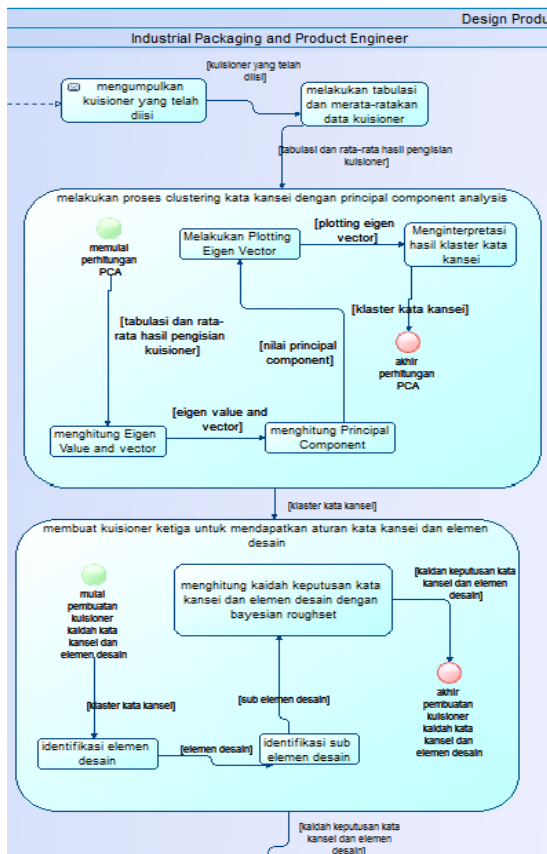 Design Produ
Industrial Packaging and Product Engineer
mengumpulkan
kuisioner yang telah
diisi
[kuisioner yang telah
diisi]
melakukan tabulasi
dan merata-ratakan
data kuisioner
[tabulasi dan rata-rata hasil pengisian
kuisioner]
melakukan proses clustering kata kansei dengan principal component analysis
memulai
perhitungan
PCA
Melakukan Plotting
Eigen Vector
[plotting eigen
vector]
Menginterpretasi
hasil klaster kata
kansei
[tabulasi dan rata-
rata hasil pengisian
kuisioner]
[nilai principal
component]
[klaster kata kansei]
akhir
perhitungan
PCA
menghitung Eigen
Value and vector
[eigen value and
vector]
menghitung Principal
Component
[klaster kata kansei]
membuat kuisioner ketiga untuk mendapatkan aturan kata kansei dan elemen
desain
mulai
pembuatan
kuisioner
kaidah kata
kansei dan
elemen desain
menghitung kaidah keputusan kata
kansei dan elemen desain dengan
bayesian roughset
[kaidan keputusan kata
kansei dan elemen
desain]
[klaster kata kansei]
[sub elemen desain]
akhir
pembuatan
kuisioner
kaidah kata
kansei dan
elemen desain
identifikasi elemen
desain
[elemen desain]
identifikasi sub
elemen desain
[kaidah keputusan kata
kansei dan elemen
desain]